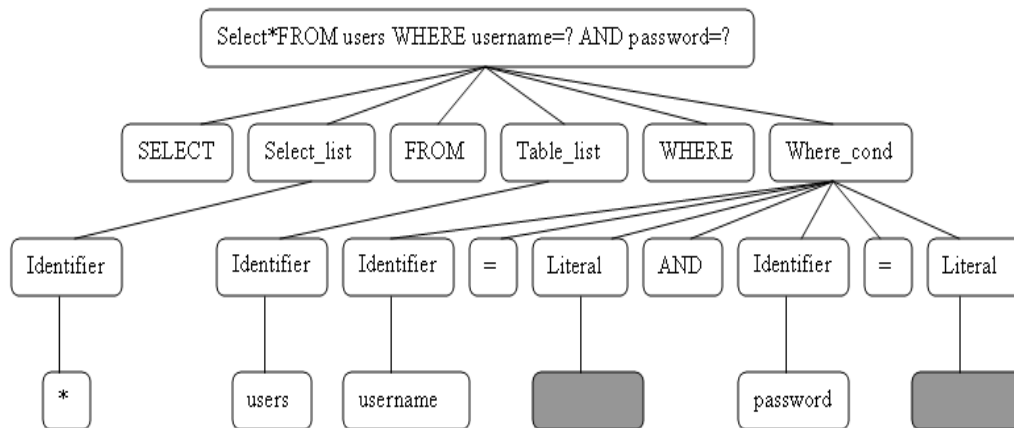 Select*FROM users WHERE username=? AND password=?
SELECT
Select_list
FROM
Table_list
WHERE
Where_cond
Identifier
Identifier
Identifier
=
Literal
AND
Identifier
=
Literal
*
users
username
password